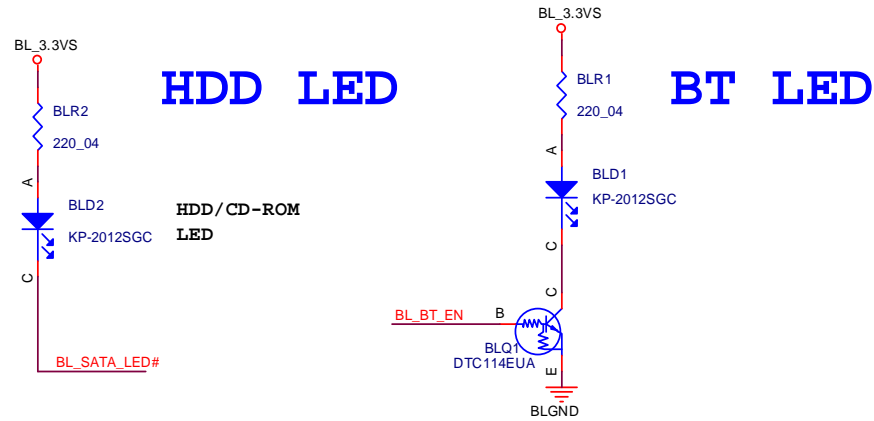 BL_3.3VS
BLR2
220_04
A
BLD2
KP-2012SGC
C
BL_SATA_LED#
HDD LED
HDD/CD-ROM
LED
BL_3.3VS
BLR1
220_04
A
BLD1
KP-2012SGC
C
C
BL_BT_EN
B
BLQ1
DTC114EUA
E
BLGND
BT LED